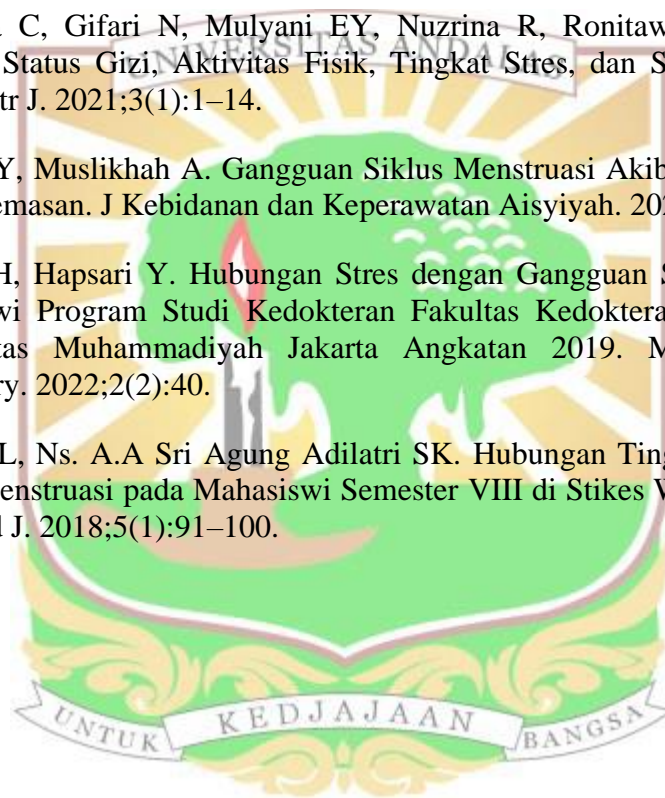 C, Gifari N, Mulyani EY, Nuzrina R, Ronitaw
UNIVERSITAS ANDALAS
Status Gizi, Aktivitas Fisik, Tingkat Stres, dan S
tr J. 2021;3(1):1–14.
Y, Muslikhah A. Gangguan Siklus Menstruasi Akib
emasan. J Kebidanan dan Keperawatan Aisyiyah. 202
H, Hapsari Y. Hubungan Stres dengan Gangguan S
wi Program Studi Kedokteran Fakultas Kedoktera
tas Muhammadiyah Jakarta Angkatan 2019. M
ry. 2022;2(2):40.
L, Ns. A.A Sri Agung Adilatri SK. Hubungan Ting
enstruasi pada Mahasiswi Semester VIII di Stikes W
d J. 2018;5(1):91–100.
UNTUK KEDJAJAAN BANGSA